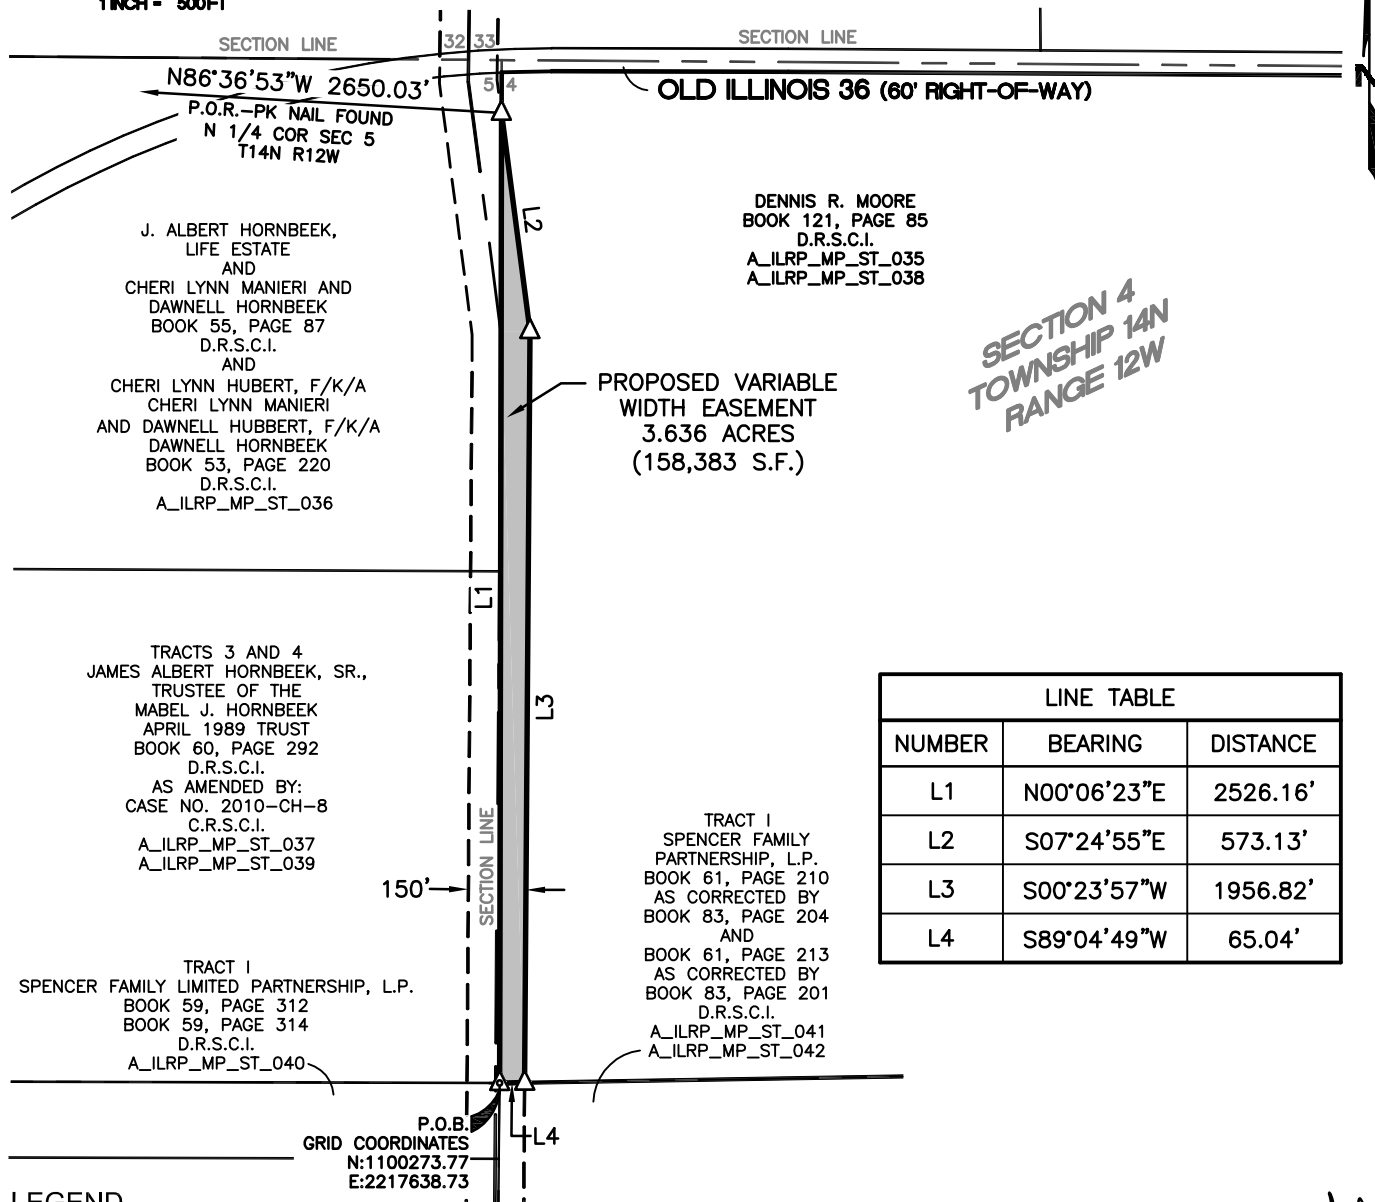 1 INCH = 500FT
SECTION LINE
32 33
SECTION LINE
N86°36'53"W 2650.03'
5 4
OLD ILLINOIS 36 (60' RIGHT-OF-WAY)
P.O.R.-PK NAIL FOUND
N 1/4 COR SEC 5
T14N R12W
J. ALBERT HORNBEEK,
LIFE ESTATE
AND
CHERI LYNN MANIERI AND
DAWNELL HORNBEEK
BOOK 55, PAGE 87
D.R.S.C.I.
AND
CHERI LYNN HUBERT, F/K/A
CHERI LYNN MANIERI
AND DAWNELL HUBBERT, F/K/A
DAWNELL HORNBEEK
BOOK 53, PAGE 220
D.R.S.C.I.
A_ILRP_MP_ST_036
L2
DENNIS R. MOORE
BOOK 121, PAGE 85
D.R.S.C.I.
A_ILRP_MP_ST_035
A_ILRP_MP_ST_038
SECTION 4
TOWNSHIP 14N
RANGE 12W
PROPOSED VARIABLE
WIDTH EASEMENT
3.636 ACRES
(158,383 S.F.)
L1
L3
TRACTS 3 AND 4
JAMES ALBERT HORNBEEK, SR.,
TRUSTEE OF THE
MABEL J. HORNBEEK
APRIL 1989 TRUST
BOOK 60, PAGE 292
D.R.S.C.I.
AS AMENDED BY:
CASE NO. 2010-CH-8
C.R.S.C.I.
A_ILRP_MP_ST_037
A_ILRP_MP_ST_039
LINE TABLE
NUMBER BEARING DISTANCE
L1 N00°06'23"E 2526.16'
L2 S07°24'55"E 573.13'
L3 S00°23'57"W 1956.82'
L4 S89°04'49"W 65.04'
150'
SECTION LINE
TRACT I
SPENCER FAMILY
PARTNERSHIP, L.P.
BOOK 61, PAGE 210
AS CORRECTED BY
BOOK 83, PAGE 204
AND
BOOK 61, PAGE 213
AS CORRECTED BY
BOOK 83, PAGE 201
D.R.S.C.I.
A_ILRP_MP_ST_041
A_ILRP_MP_ST_042
TRACT I
SPENCER FAMILY LIMITED PARTNERSHIP, L.P.
BOOK 59, PAGE 312
BOOK 59, PAGE 314
D.R.S.C.I.
A_ILRP_MP_ST_040
P.O.B.
GRID COORDINATES
N:1100273.77
E:2217638.73
L4
LEGEND